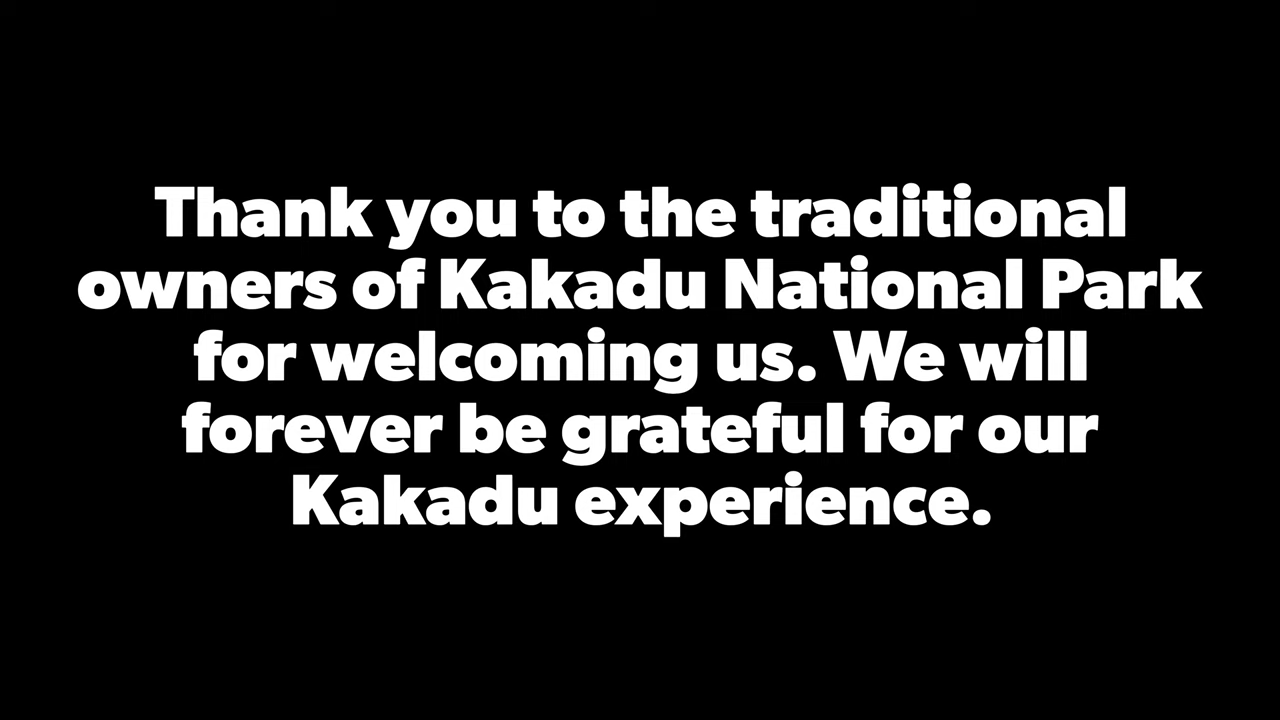 Thank you to the traditional
owners of Kakadu National Park
for welcoming us. We will
forever be grateful for our
Kakadu experience.